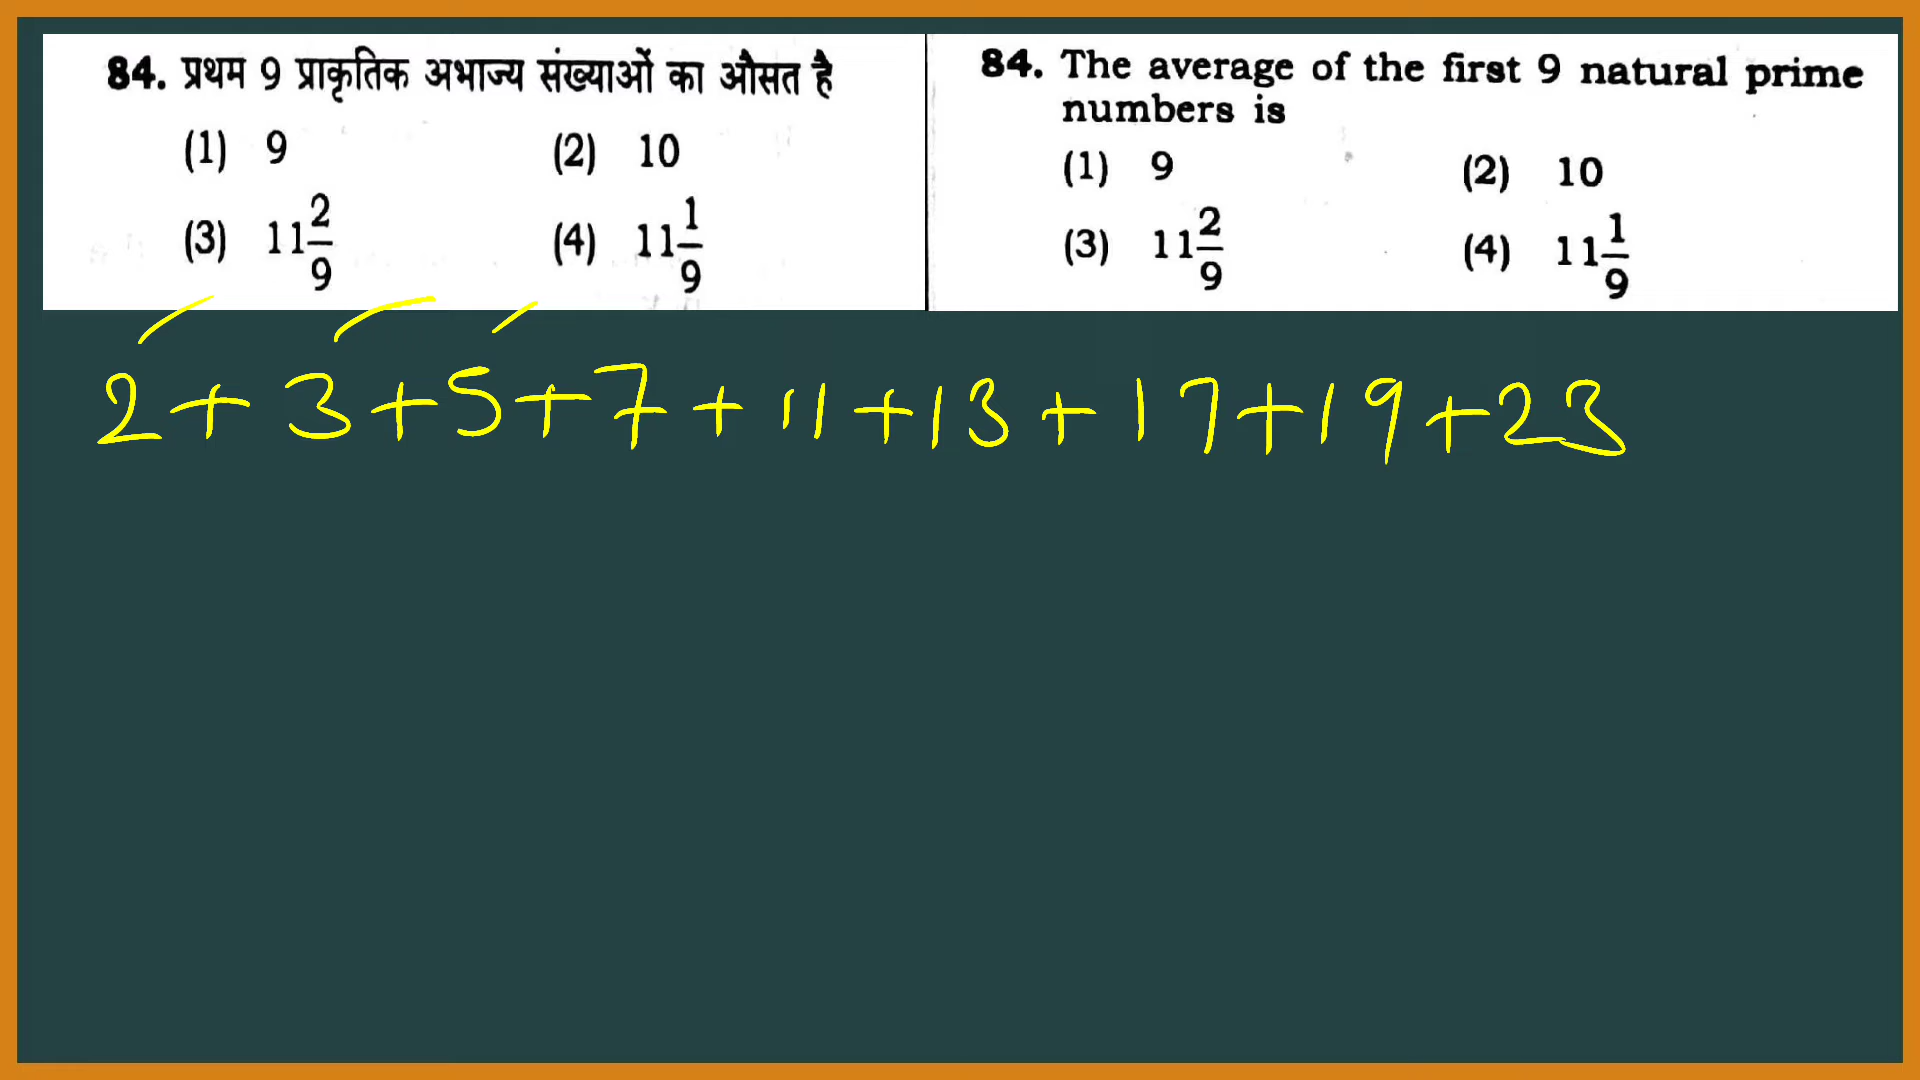 84. प्रथम 9 प्राकृतिक अभाज्य संख्याओं का औसत है
(1) 9 (2) 10
(3) 11 2/9 (4) 11 1/9
84. The average of the first 9 natural prime
numbers is
(1) 9 (2) 10
(3) 11 2/9 (4) 11 1/9
2+3+5+7+11+13+17+19+23